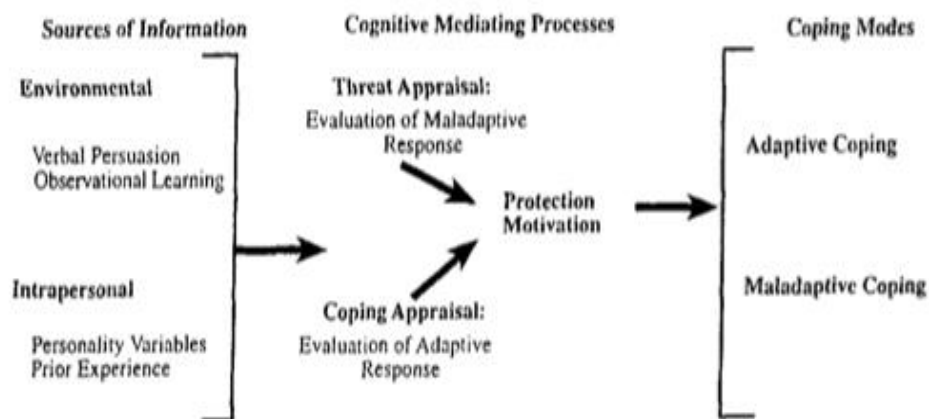 Sources of Information
Cognitive Mediating Processes
Coping Modes
Environmental
Verbal Persuasion
Observational Learning
Intrapersonal
Personality Variables
Prior Experience
Threat Appraisal:
Evaluation of Maladaptive
Response
Protection
Motivation
Coping Appraisal:
Evaluation of Adaptive
Response
Adaptive Coping
Maladaptive Coping